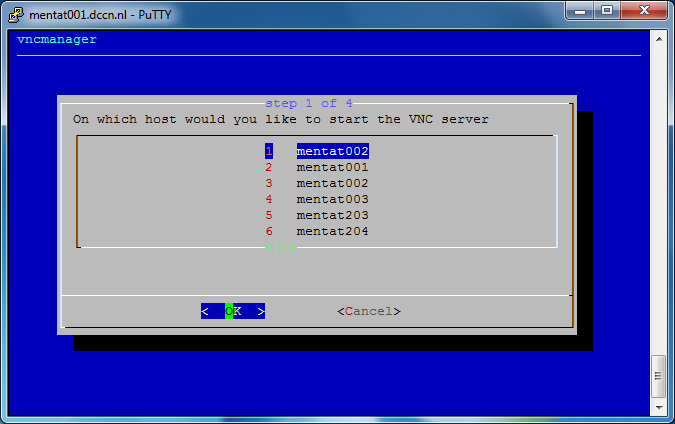 mentat001.dccn.nl - PuTTY
vncmanager
step 1 of 4
On which host would you like to start the VNC server
1 mentat002
2 mentat001
3 mentat002
4 mentat003
5 mentat203
6 mentat204
< OK > <Cancel>